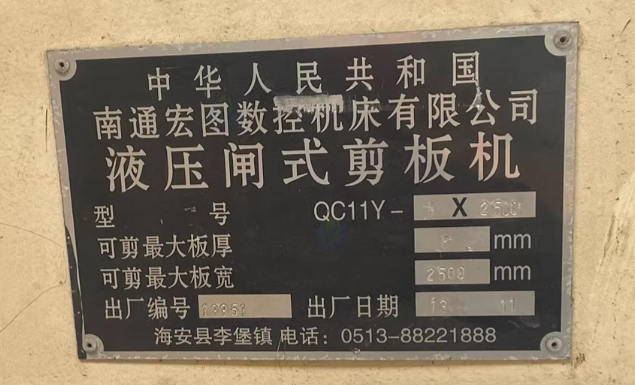 中华人民共和国
南通宏图数控机床有限公司
液压闸式剪板机
型 号 QC11Y- X 2500
可剪最大板厚 mm
可剪最大板宽 2500 mm
出厂编号 出厂日期 13 11
海安县李堡镇 电话：0513-88221888